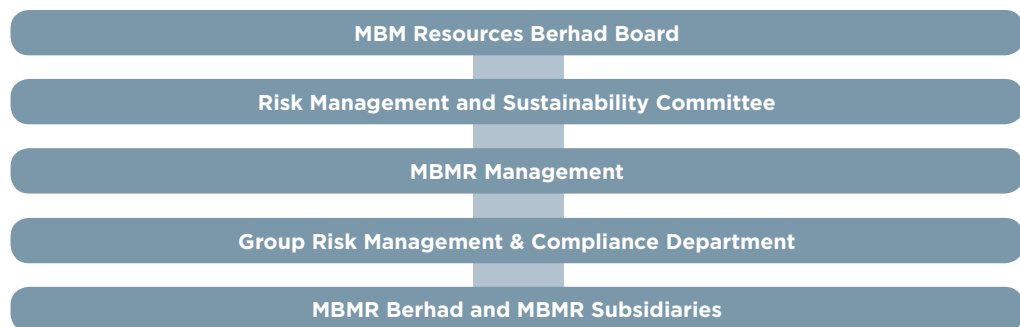 MBM Resources Berhad Board
Risk Management and Sustainability Committee
MBMR Management
Group Risk Management & Compliance Department
MBMR Berhad and MBMR Subsidiaries